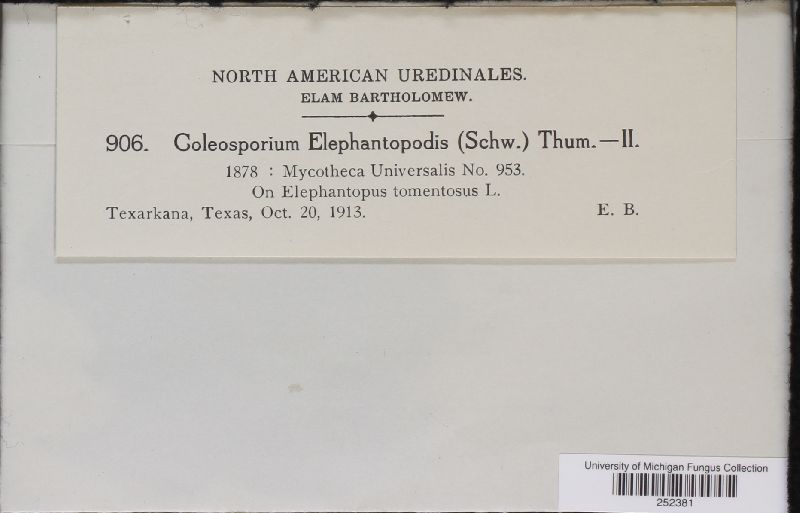 NORTH AMERICAN UREDINALES.
ELAM BARTHOLOMEW.
906. Coleosporium Elephantopodis (Schw.) Thum.—II.
1878 : Mycotheca Universalis No. 953.
On Elephantopus tomentosus L.
Texarkana, Texas, Oct. 20, 1913. E. B.
University of Michigan Fungus Collection
252381